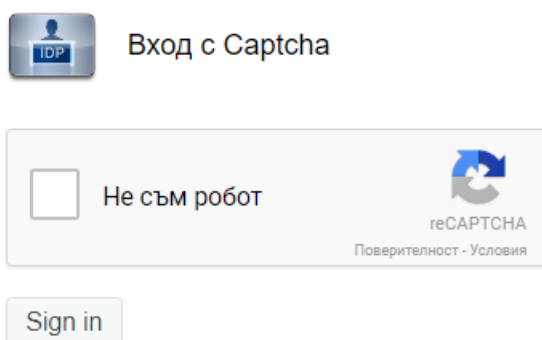 IDP
Вход с Captcha
Не съм робот
reCAPTCHA
Поверителност - Условия
Sign in